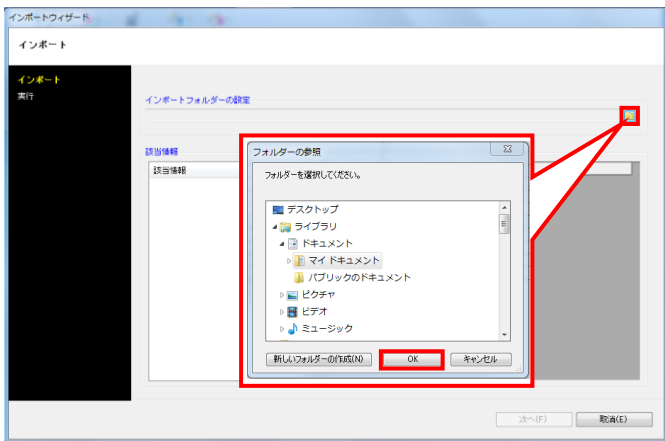 インポートウィザード
インポート
インポート
実行
インポートフォルダーの設定
該当情報
該当情報
フォルダーの参照
フォルダーを選択してください。
デスクトップ
ライブラリ
ドキュメント
マイ ドキュメント
パブリックのドキュメント
ピクチャ
ビデオ
ミュージック
新しいフォルダーの作成(N)
OK
キャンセル
次へ(F)
取消(E)